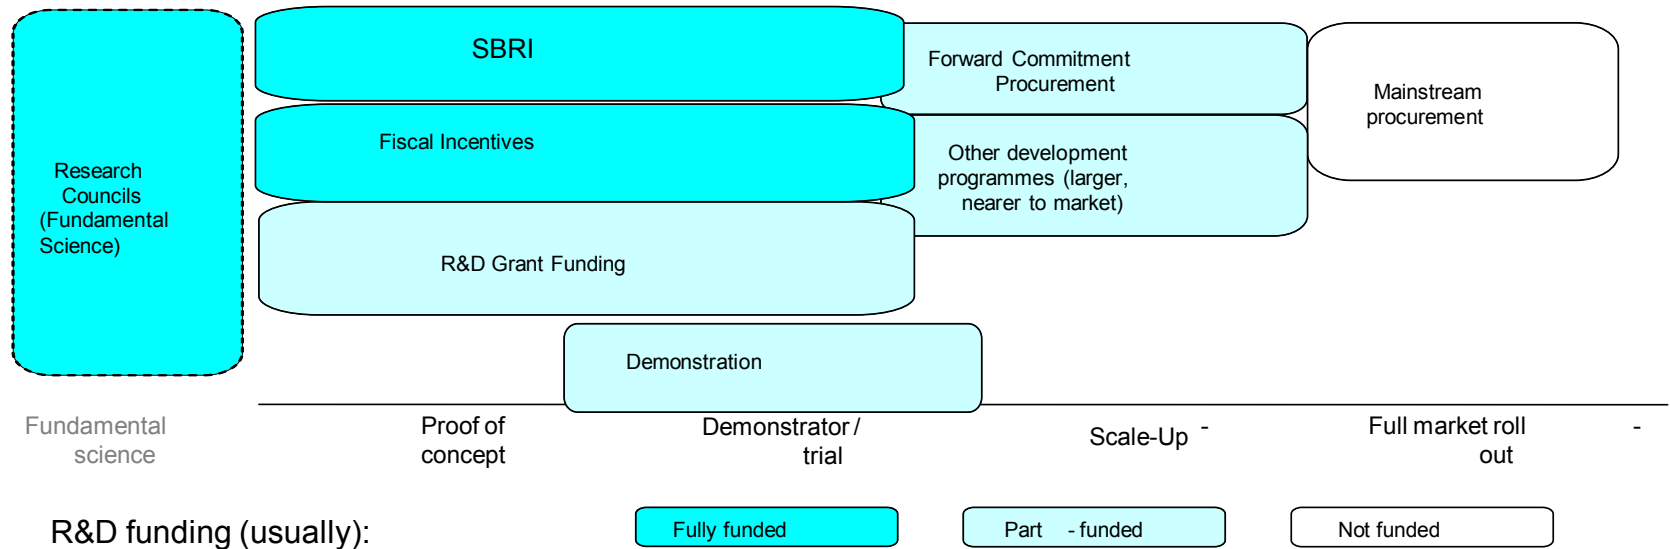 SBRI
Forward Commitment
Procurement
Mainstream
procurement
Fiscal Incentives
Other development
programmes (larger,
nearer to market)
Research
Councils
(Fundamental
Science)
R&D Grant Funding
Demonstration
Fundamental
science
Proof of
concept
Demonstrator /
trial
Scale-Up -
Full market roll -
out
R&D funding (usually):
Fully funded
Part - funded
Not funded